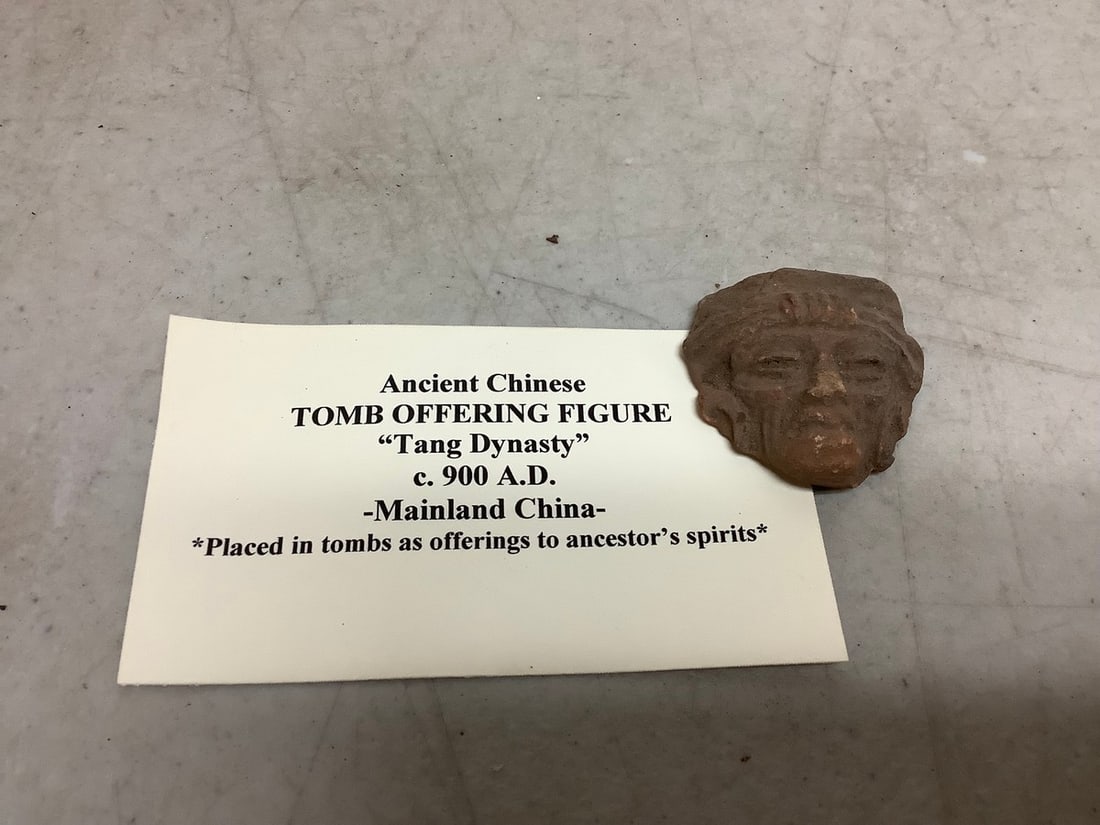 Ancient Chinese
TOMB OFFERING FIGURE
“Tang Dynasty”
c. 900 A.D.
-Mainland China-
*Placed in tombs as offerings to ancestor’s spirits*